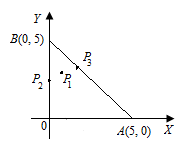 Y
B(0, 5)
P₃
P₂
P₁
0
A(5, 0)
X